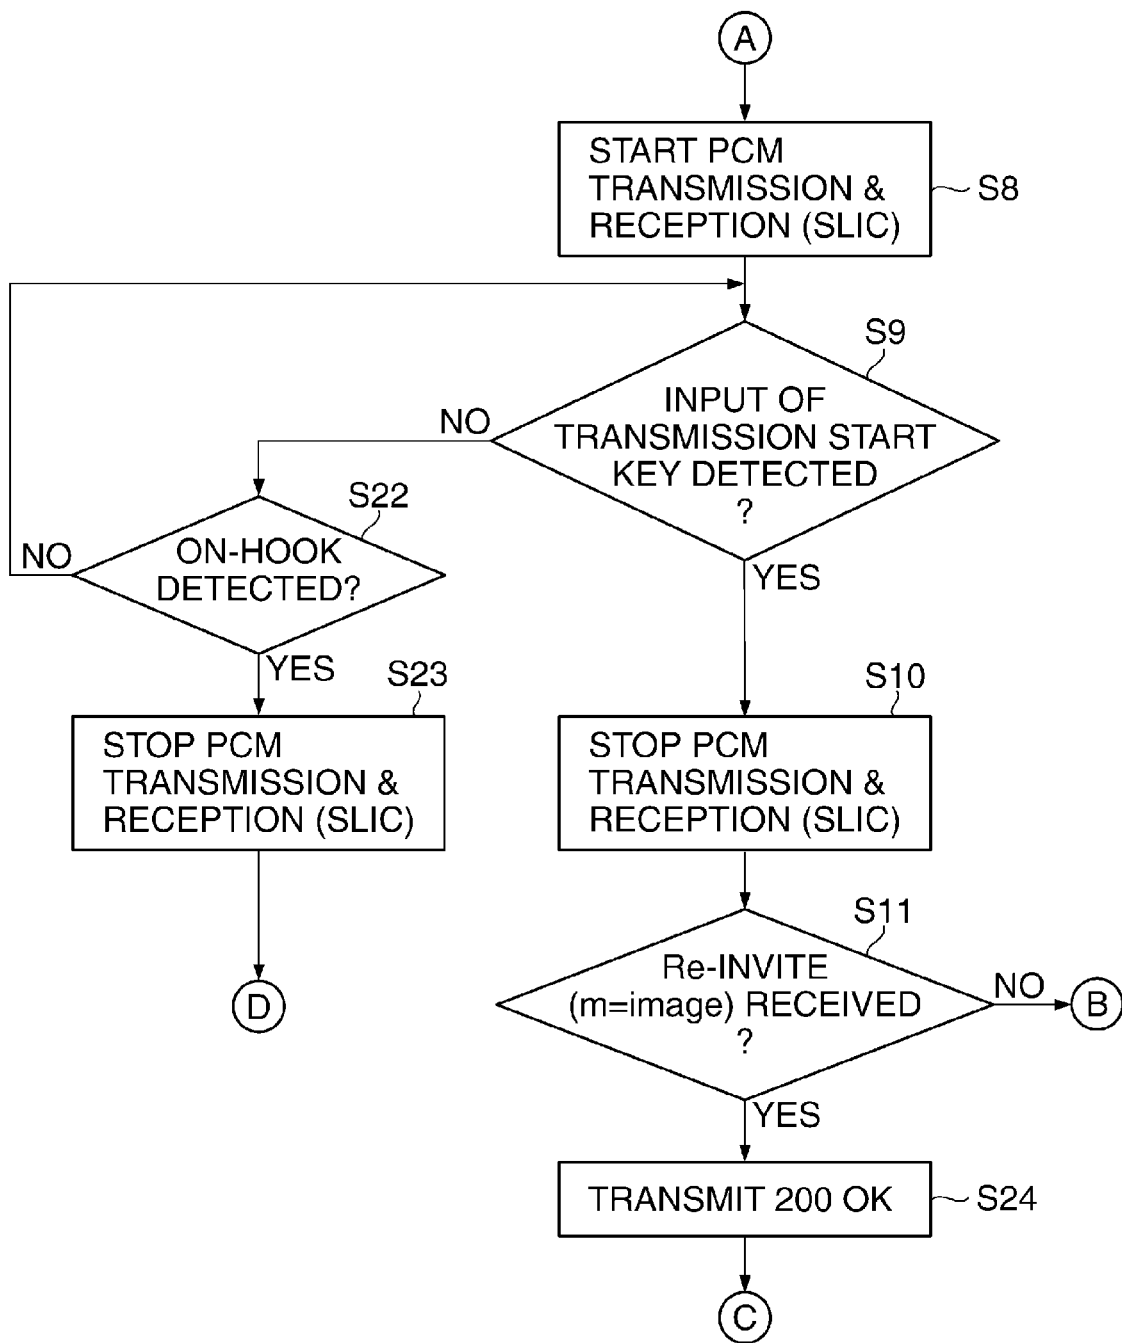 A
START PCM
TRANSMISSION &
RECEPTION (SLIC)
S8
S9
INPUT OF
TRANSMISSION START
KEY DETECTED
?
NO
YES
S22
ON-HOOK
DETECTED?
NO
YES
S23
STOP PCM
TRANSMISSION &
RECEPTION (SLIC)
D
S10
STOP PCM
TRANSMISSION &
RECEPTION (SLIC)
S11
Re-INVITE
(m=image) RECEIVED
?
NO
B
YES
TRANSMIT 200 OK
S24
C